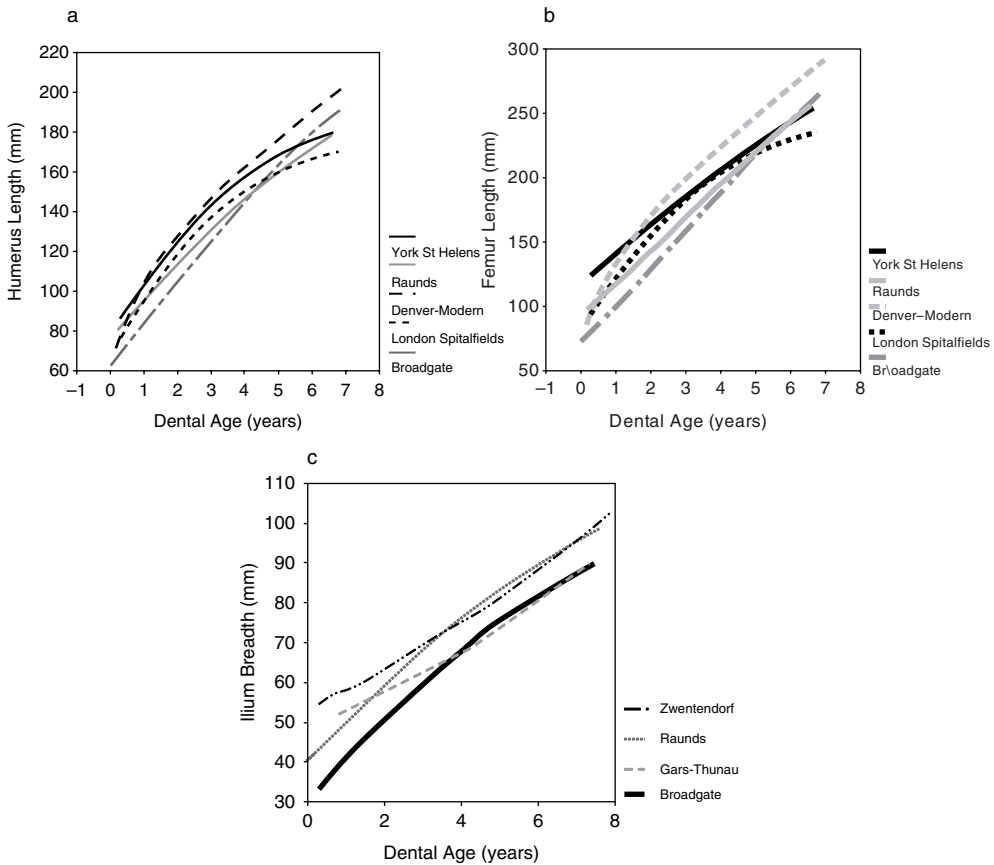 a
220
200
180
160
140
120
100
80
60
Humerus Length (mm)
–1 0 1 2 3 4 5 6 7 8
Dental Age (years)
York St Helens
Raunds
Denver-Modern
London Spitalfields
Broadgate
b
300
250
200
150
100
50
Femur Length (mm)
–1 0 1 2 3 4 5 6 7 8
Dental Age (years)
York St Helens
Raunds
Denver–Modern
London Spitalfields
Br\oadgate
c
110
100
90
80
70
60
50
40
30
Ilium Breadth (mm)
0 2 4 6 8
Dental Age (years)
Zwentendorf
Raunds
Gars-Thunau
Broadgate